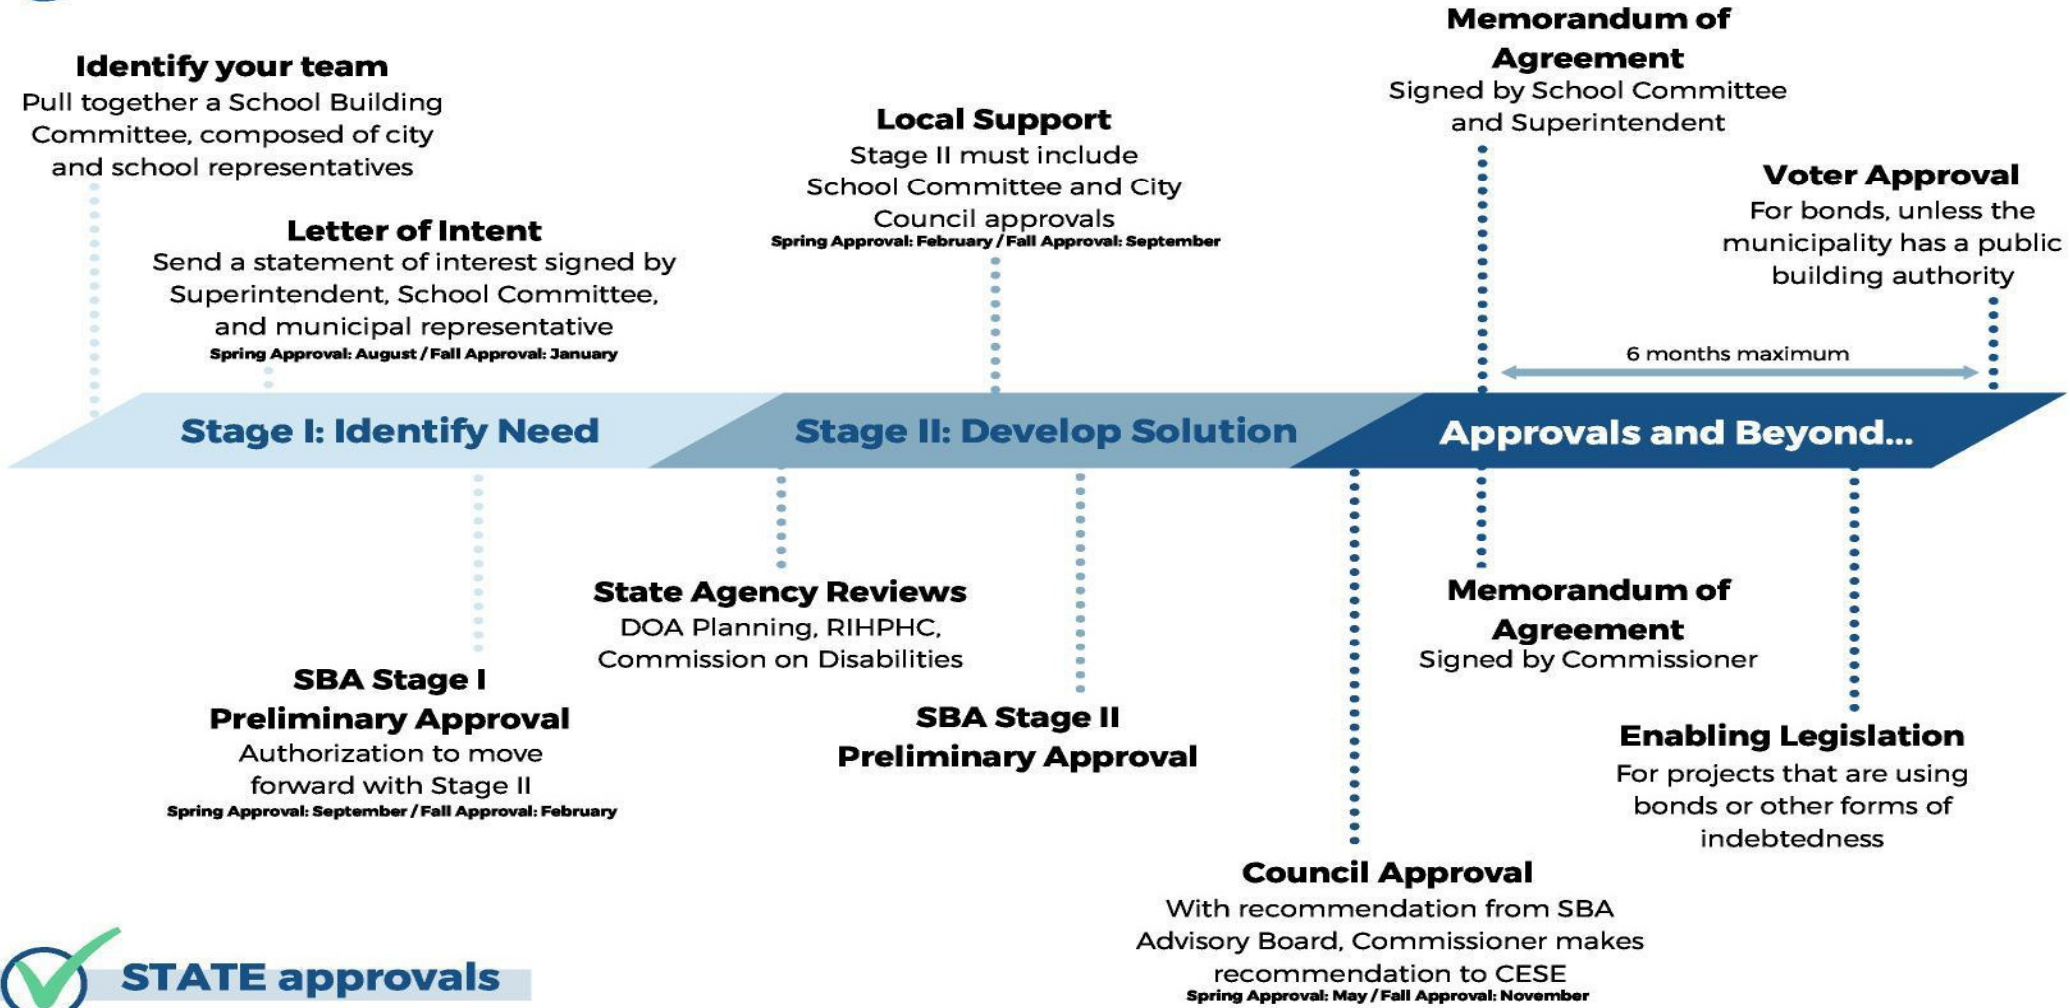 Identify your team
Pull together a School Building
Committee, composed of city
and school representatives
Letter of Intent
Send a statement of interest signed by
Superintendent, School Committee,
and municipal representative
Spring Approval: August / Fall Approval: January
Local Support
Stage II must include
School Committee and City
Council approvals
Spring Approval: February / Fall Approval: September
Memorandum of
Agreement
Signed by School Committee
and Superintendent
Voter Approval
For bonds, unless the
municipality has a public
building authority
6 months maximum
Stage I: Identify Need
Stage II: Develop Solution
Approvals and Beyond...
SBA Stage I
Preliminary Approval
Authorization to move
forward with Stage II
Spring Approval: September / Fall Approval: February
State Agency Reviews
DOA Planning, RIHPHC,
Commission on Disabilities
SBA Stage II
Preliminary Approval
Council Approval
With recommendation from SBA
Advisory Board, Commissioner makes
recommendation to CESE
Spring Approval: May / Fall Approval: November
Memorandum of
Agreement
Signed by Commissioner
Enabling Legislation
For projects that are using
bonds or other forms of
indebtedness
STATE approvals